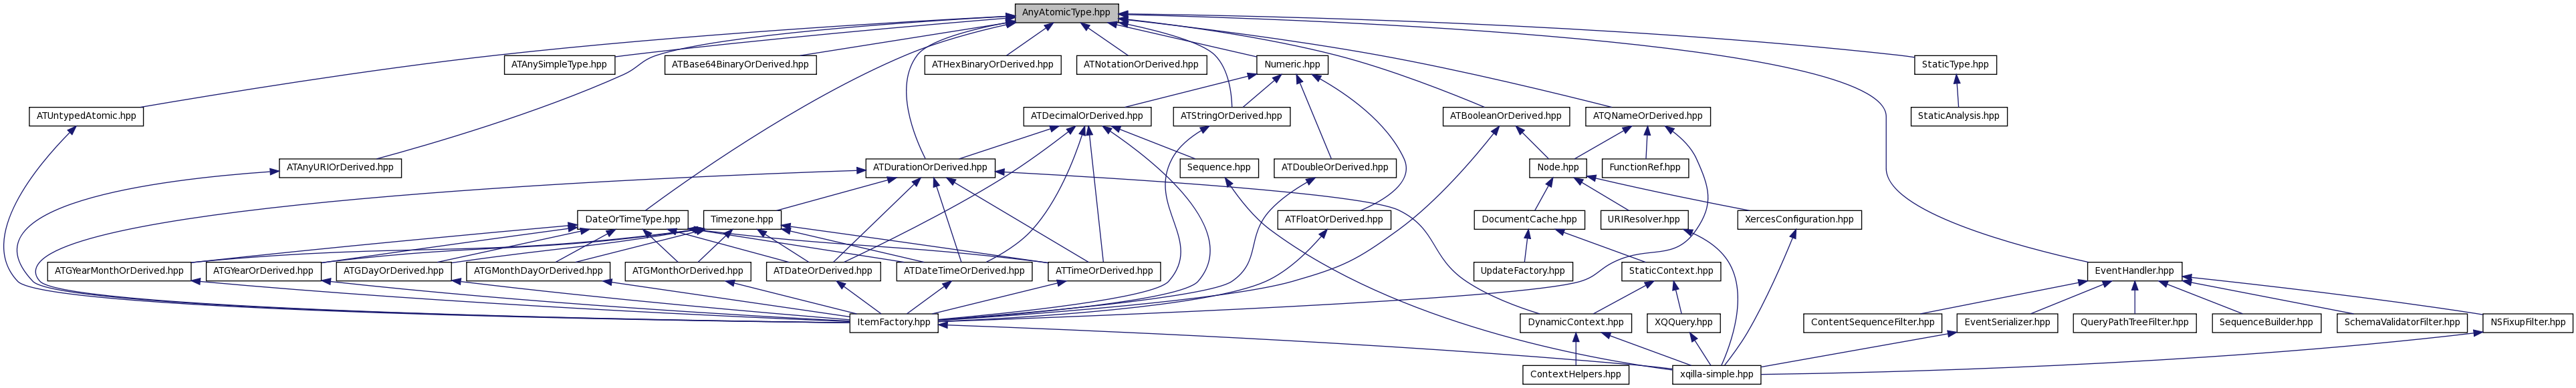 AnyAtomicType.hpp
ATAnySimpleType.hpp
ATBase64BinaryOrDerived.hpp
ATHexBinaryOrDerived.hpp
ATNotationOrDerived.hpp
Numeric.hpp
StaticType.hpp
ATUntypedAtomic.hpp
ATDecimalOrDerived.hpp
ATStringOrDerived.hpp
ATBooleanOrDerived.hpp
ATQNameOrDerived.hpp
StaticAnalysis.hpp
ATAnyURIOrDerived.hpp
ATDurationOrDerived.hpp
Sequence.hpp
ATDoubleOrDerived.hpp
Node.hpp
FunctionRef.hpp
DateOrTimeType.hpp
Timezone.hpp
ATFloatOrDerived.hpp
DocumentCache.hpp
URIResolver.hpp
XercesConfiguration.hpp
ATGYearMonthOrDerived.hpp
ATGYearOrDerived.hpp
ATGDayOrDerived.hpp
ATGMonthDayOrDerived.hpp
ATGMonthOrDerived.hpp
ATDateOrDerived.hpp
ATDateTimeOrDerived.hpp
ATTimeOrDerived.hpp
UpdateFactory.hpp
StaticContext.hpp
EventHandler.hpp
ItemFactory.hpp
DynamicContext.hpp
XQQuery.hpp
ContentSequenceFilter.hpp
EventSerializer.hpp
QueryPathTreeFilter.hpp
SequenceBuilder.hpp
SchemaValidatorFilter.hpp
NSFixupFilter.hpp
ContextHelpers.hpp
xqilla-simple.hpp